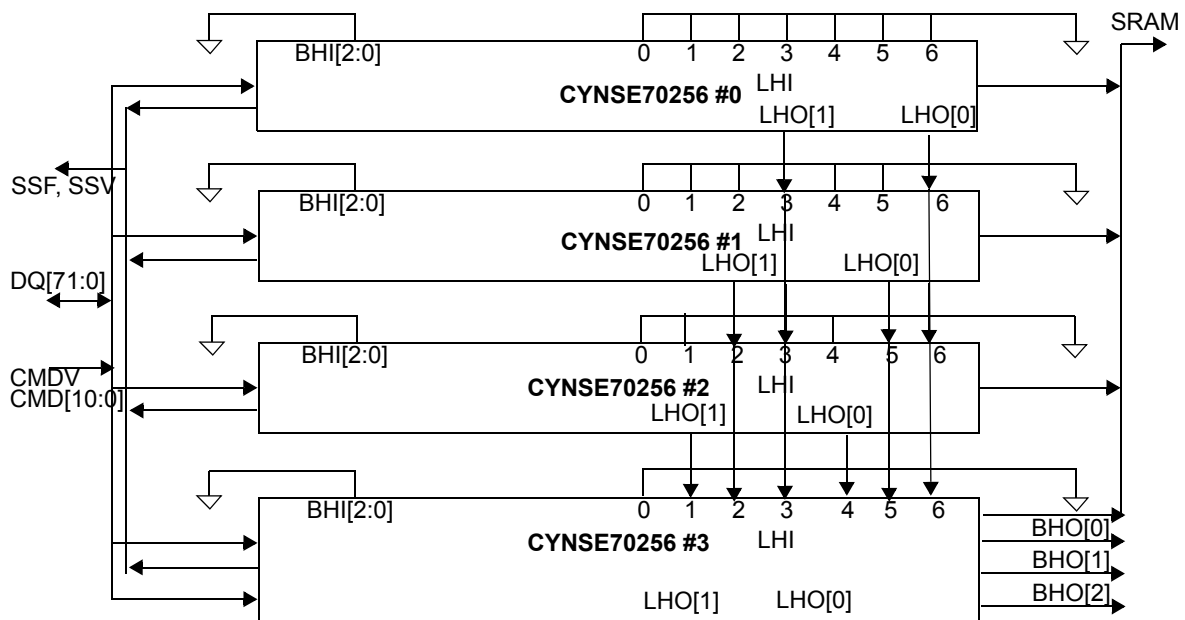 SRAM
BHI[2:0] 0 1 2 3 4 5 6
LHI
CYNSE70256 #0
LHO[1] LHO[0]
SSF, SSV
BHI[2:0] 0 1 2 3 4 5 6
LHI
CYNSE70256 #1
LHO[1] LHO[0]
DQ[71:0]
BHI[2:0] 0 1 2 3 4 5 6
CMDV
CYNSE70256 #2 LHI
CMD[10:0]
LHO[1] LHO[0]
BHI[2:0] 0 1 2 3 4 5 6
BHO[0]
CYNSE70256 #3 LHI
BHO[1]
BHO[2]
LHO[1] LHO[0]